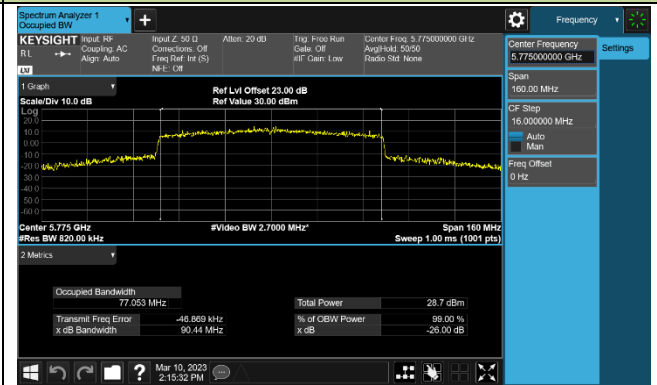 Spectrum Analyzer 1
Occupied BW
Frequency
KEYSIGHT
Input: RF
Coupling: AC
Align: Auto
Input Z: 50 Ω
Corrections: Off
Freq Ref: Int (S)
NFE: Off
Atten: 20 dB
Trig: Free Run
Gate: Off
#IF Gain: Low
Center Freq: 5.775000000 GHz
Avg|Hold: 50/50
Radio Std: None
RL
LXI
Center Frequency
5.775000000 GHz
Settings
Span
160.00 MHz
CF Step
16.000000 MHz
Auto
Man
Freq Offset
0 Hz
1 Graph
Scale/Div 10.0 dB
Ref Lvl Offset 23.00 dB
Ref Value 30.00 dBm
Log
20.0
10.0
0.00
-10.0
-20.0
-30.0
-40.0
-50.0
-60.0
Center 5.775 GHz
#Video BW 2.7000 MHz*
Span 160 MHz
#Res BW 820.00 kHz
Sweep 1.00 ms (1001 pts)
2 Metrics
Occupied Bandwidth
77.053 MHz
Total Power 28.7 dBm
Transmit Freq Error -46.869 kHz
% of OBW Power 99.00 %
x dB Bandwidth 90.44 MHz
x dB -26.00 dB
Mar 10, 2023
2:15:32 PM